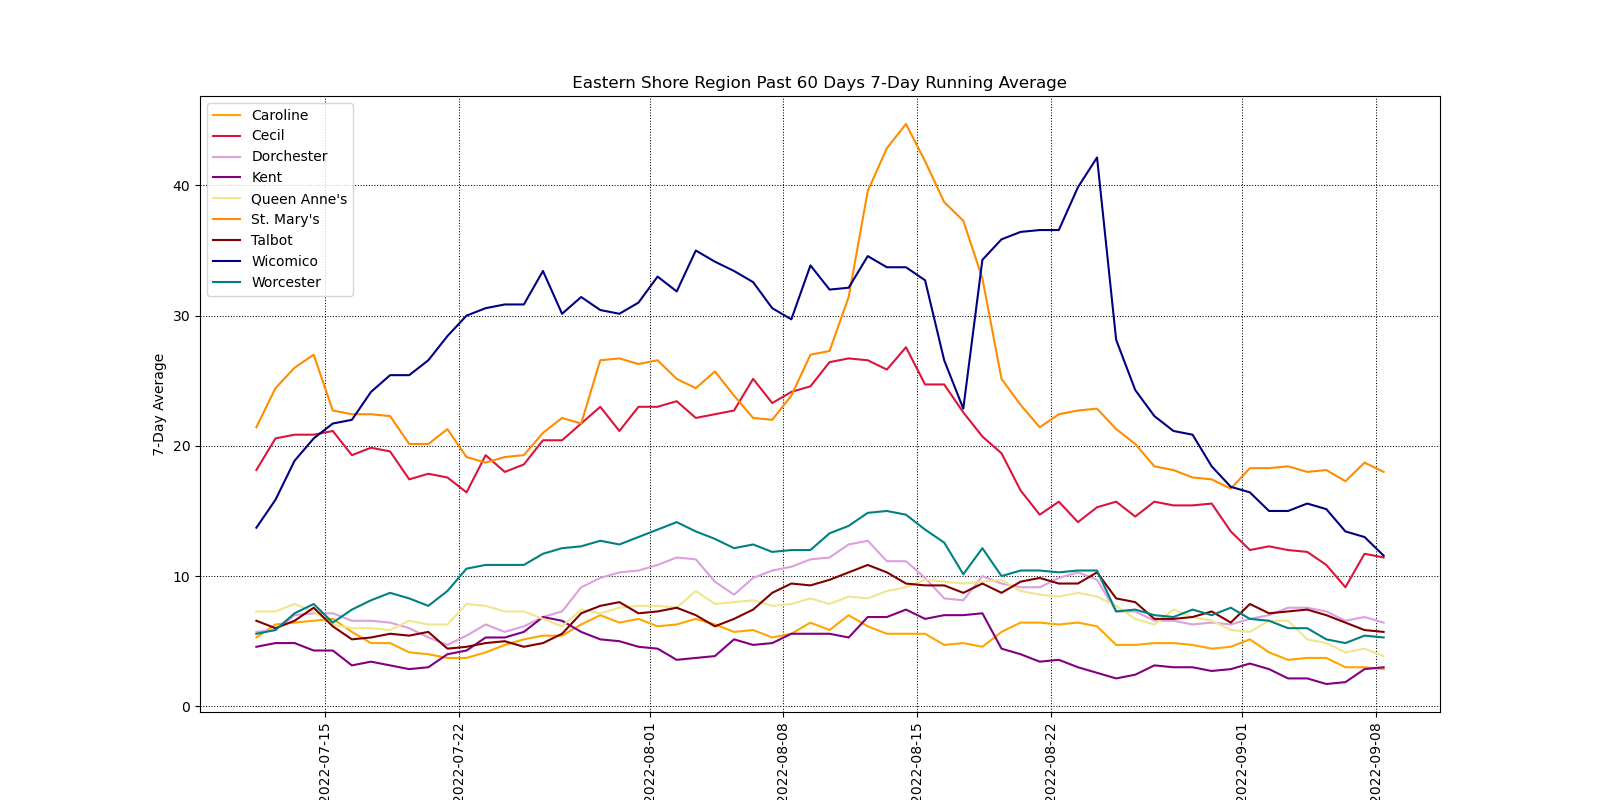 Eastern Shore Region Past 60 Days 7-Day Running Average
Caroline
Cecil
Dorchester
Kent
Queen Anne's
St. Mary's
Talbot
Wicomico
Worcester
7-Day Average
40
30
20
10
0
2022-07-15
2022-07-22
2022-08-01
2022-08-08
2022-08-15
2022-08-22
2022-09-01
2022-09-08